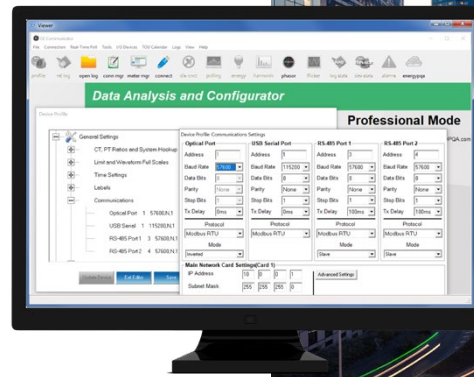 Viewer
File Connection Real-Time Poll Tools I/O Devices TOU Calendar Logs View Help
profile open log comm mgr meter mgr connect disconnect polling energy harmonic phasor flicker log stats alarms energypqa
Data Analysis and Configurator
Professional Mode
PQA.com
Device Profile
General Settings
CT, PT Ratios and System Hookup
Limit and Waveform Full Scales
Time Settings
Labels
Communications
Optical Port 1 57600,N,1
USB Serial 1 115200,N,1
RS-485 Port 1 3 57600,N,1
RS-485 Port 2 4 57600,N,1
Exit Editor Save
Device Profile: Communications Settings
Optical Port USB Serial Port RS-485 Port 1 RS-485 Port 2
Address 1 Address 1 Address 3 Address 4
Baud Rate 57600 Baud Rate 115200 Baud Rate 57600 Baud Rate 57600
Data Bits 8 Data Bits 8 Data Bits 8 Data Bits 8
Parity None Parity None Parity None Parity None
Stop Bits 1 Stop Bits 1 Stop Bits 1 Stop Bits 1
Tx Delay 0ms Tx Delay 0ms Tx Delay 100ms Tx Delay 100ms
Protocol Protocol Protocol Protocol
Modbus RTU Modbus RTU Modbus RTU Modbus RTU
Mode Mode Mode
Inverted Slave Slave
Main Network Card Settings(Card 1)
IP Address 10 0 0 1 Advanced Settings
Subnet Mask 255 255 255 0